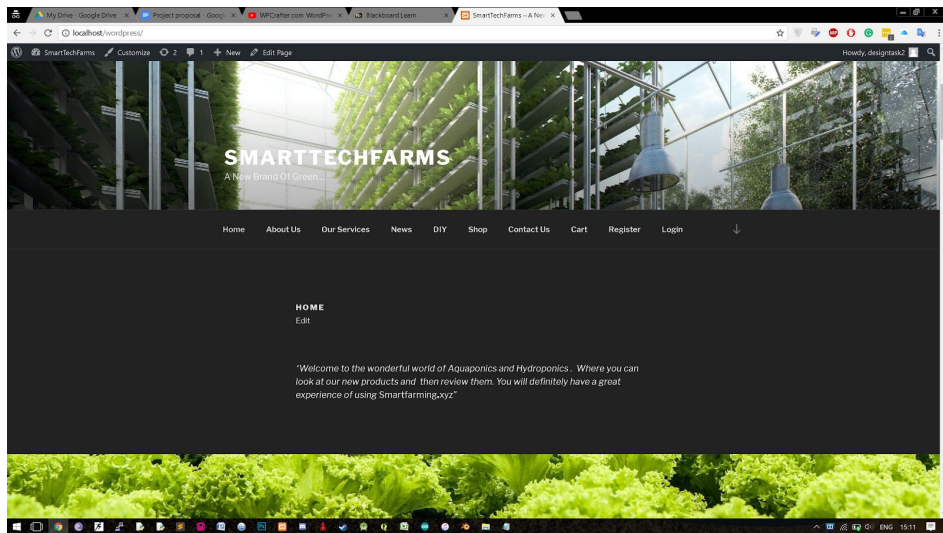 My Drive - Google Drive
Project proposal - Googl
WPCrafter.com WordPre
Blackboard Learn
SmartTechFarms – A Nev
localhost/wordpress/
SmartTechFarms Customize 2 1 New Edit Page Howdy, designtask2
SMARTTECHFARMS
A New Brand Of Green...
Home About Us Our Services News DIY Shop Contact Us Cart Register Login
HOME
Edit
"Welcome to the wonderful world of Aquaponics and Hydroponics . Where you can
look at our new products and then review them. You will definitely have a great
experience of using Smartfarming.xyz"
ENG 15:11